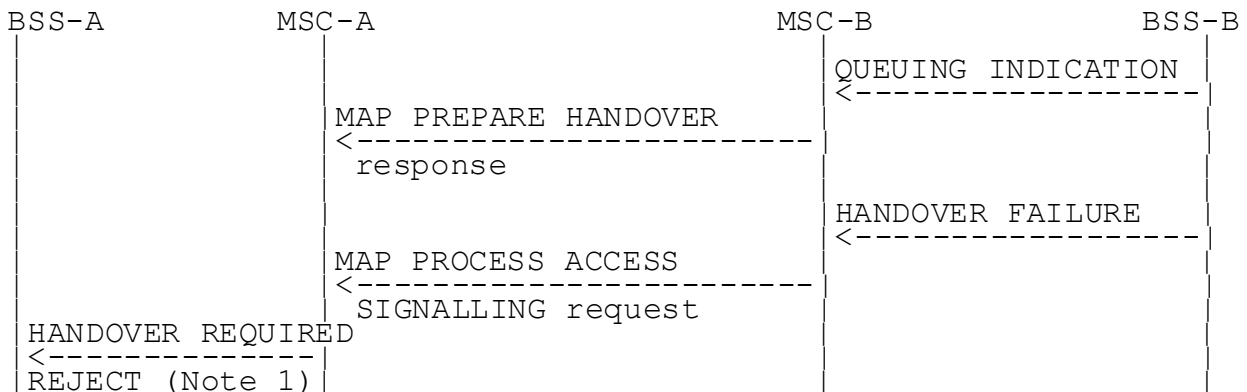 BSS-A MSC-A MSC-B BSS-B
QUEUING INDICATION
MAP PREPARE HANDOVER
response
HANDOVER FAILURE
MAP PROCESS ACCESS
SIGNALLING request
HANDOVER REQUIRED
REJECT (Note 1)